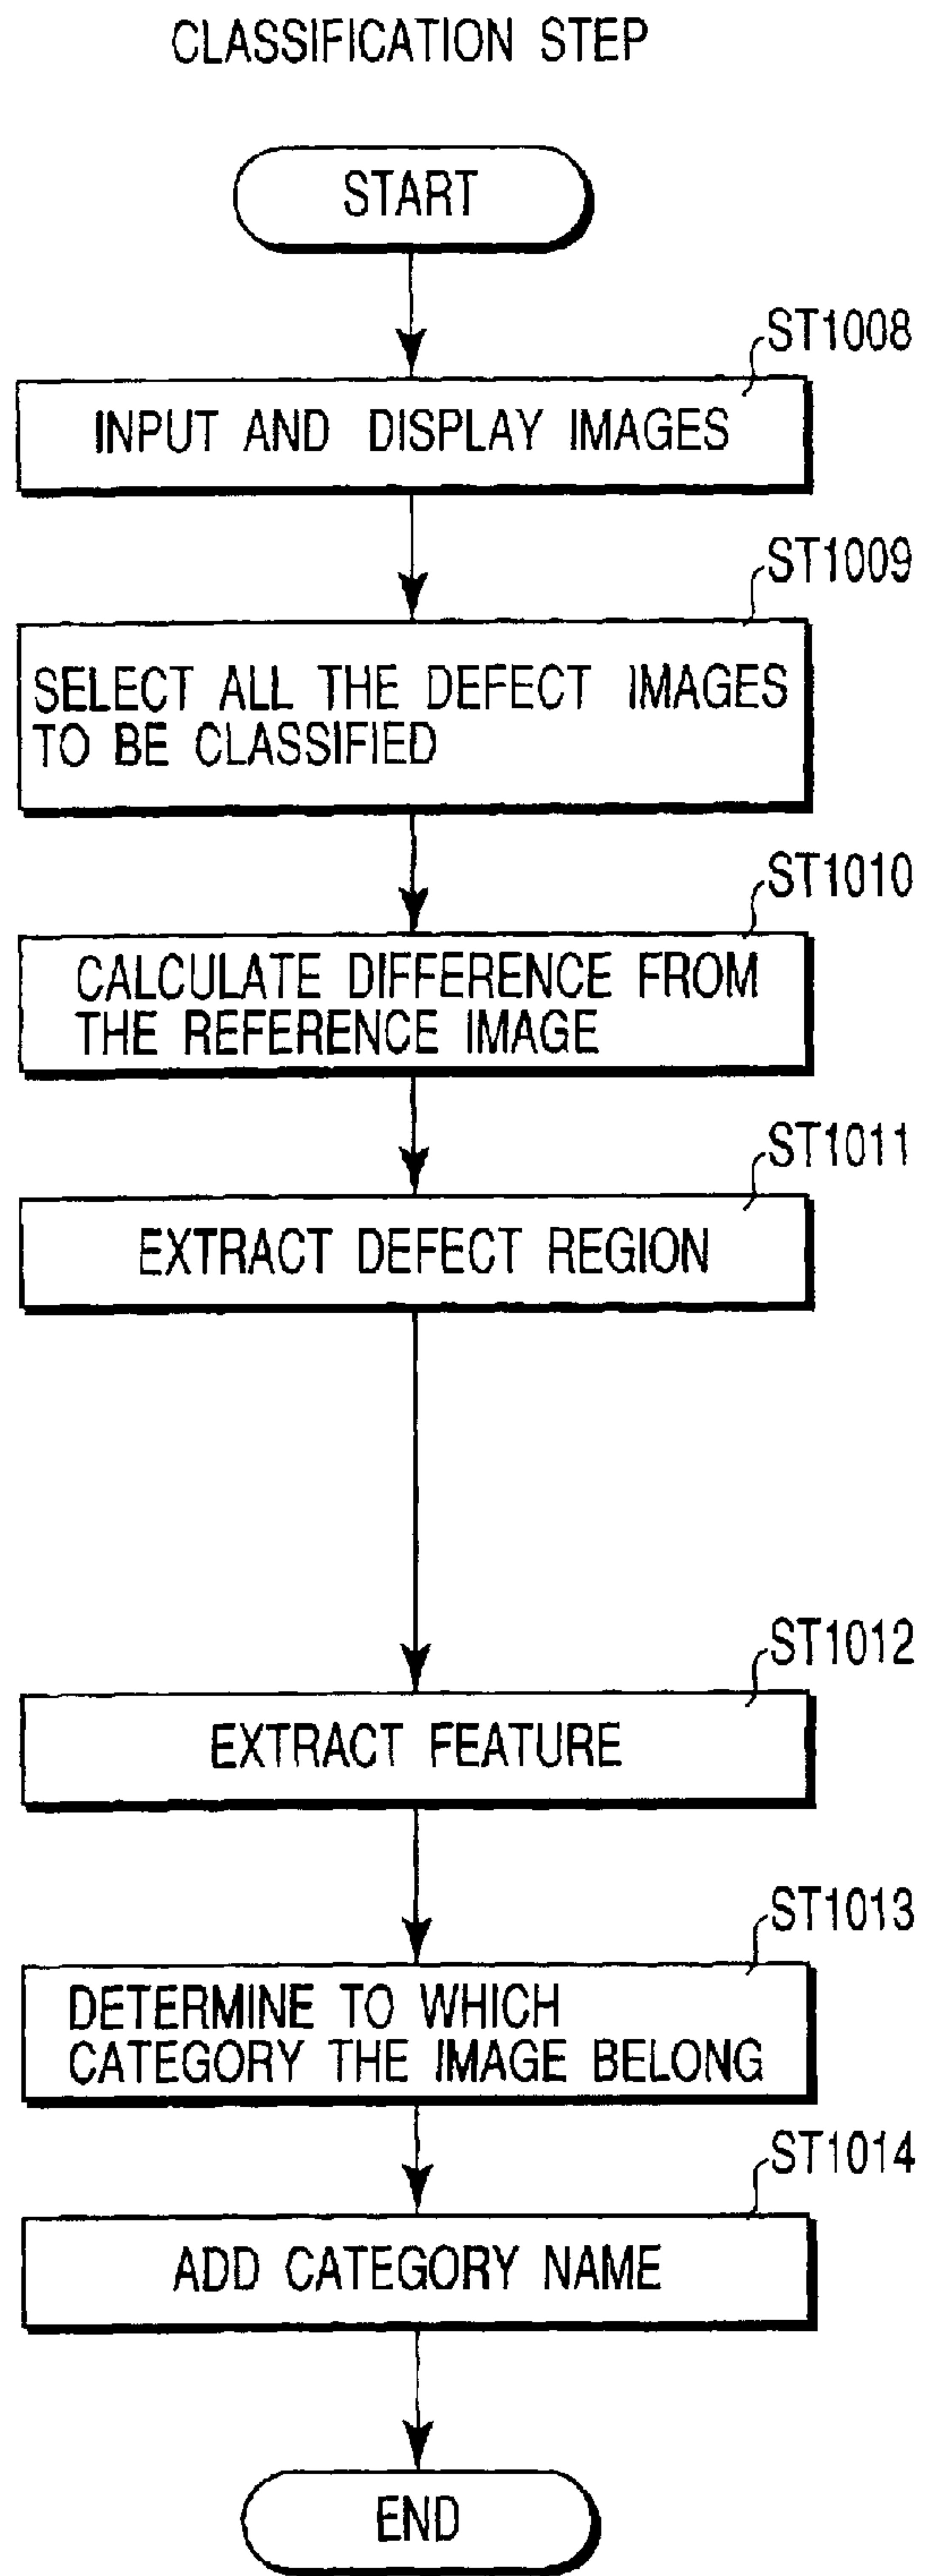 CLASSIFICATION STEP
START
ST1008
INPUT AND DISPLAY IMAGES
ST1009
SELECT ALL THE DEFECT IMAGES
TO BE CLASSIFIED
ST1010
CALCULATE DIFFERENCE FROM
THE REFERENCE IMAGE
ST1011
EXTRACT DEFECT REGION
ST1012
EXTRACT FEATURE
ST1013
DETERMINE TO WHICH
CATEGORY THE IMAGE BELONG
ST1014
ADD CATEGORY NAME
END